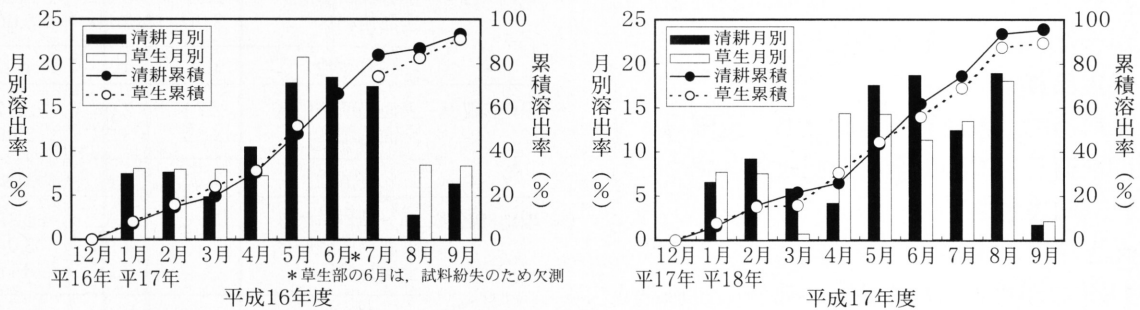 25
20
15
10
5
0
月別溶出率(%)
清耕月別
草生月別
清耕累積
草生累積
100
80
60
40
20
0
累積溶出率(%)
12月 1月 2月 3月 4月 5月 6月* 7月 8月 9月
平16年 平17年
*草生部の6月は,試料紛失のため欠測
平成16年度
25
20
15
10
5
0
月別溶出率(%)
清耕月別
草生月別
清耕累積
草生累積
100
80
60
40
20
0
累積溶出率(%)
12月 1月 2月 3月 4月 5月 6月 7月 8月 9月
平17年 平18年
平成17年度